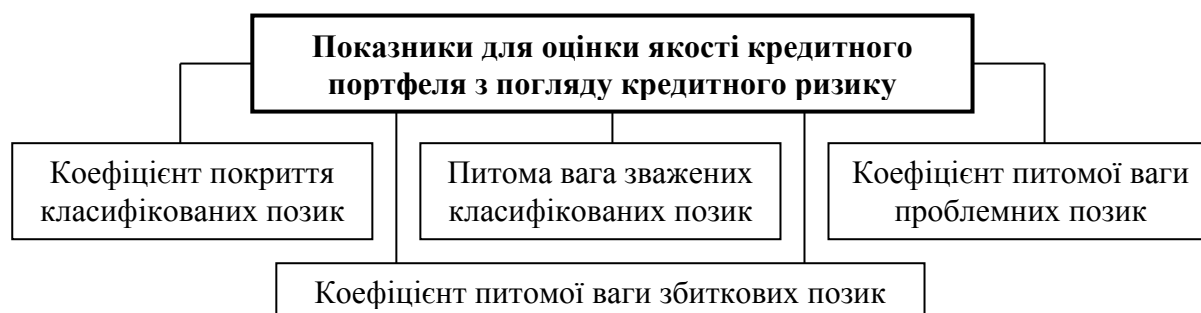 Показники для оцінки якості кредитного
портфеля з погляду кредитного ризику
Коефіцієнт покриття
класифікованих позик
Питома вага зважених
класифікованих позик
Коефіцієнт питомої ваги
проблемних позик
Коефіцієнт питомої ваги збиткових позик